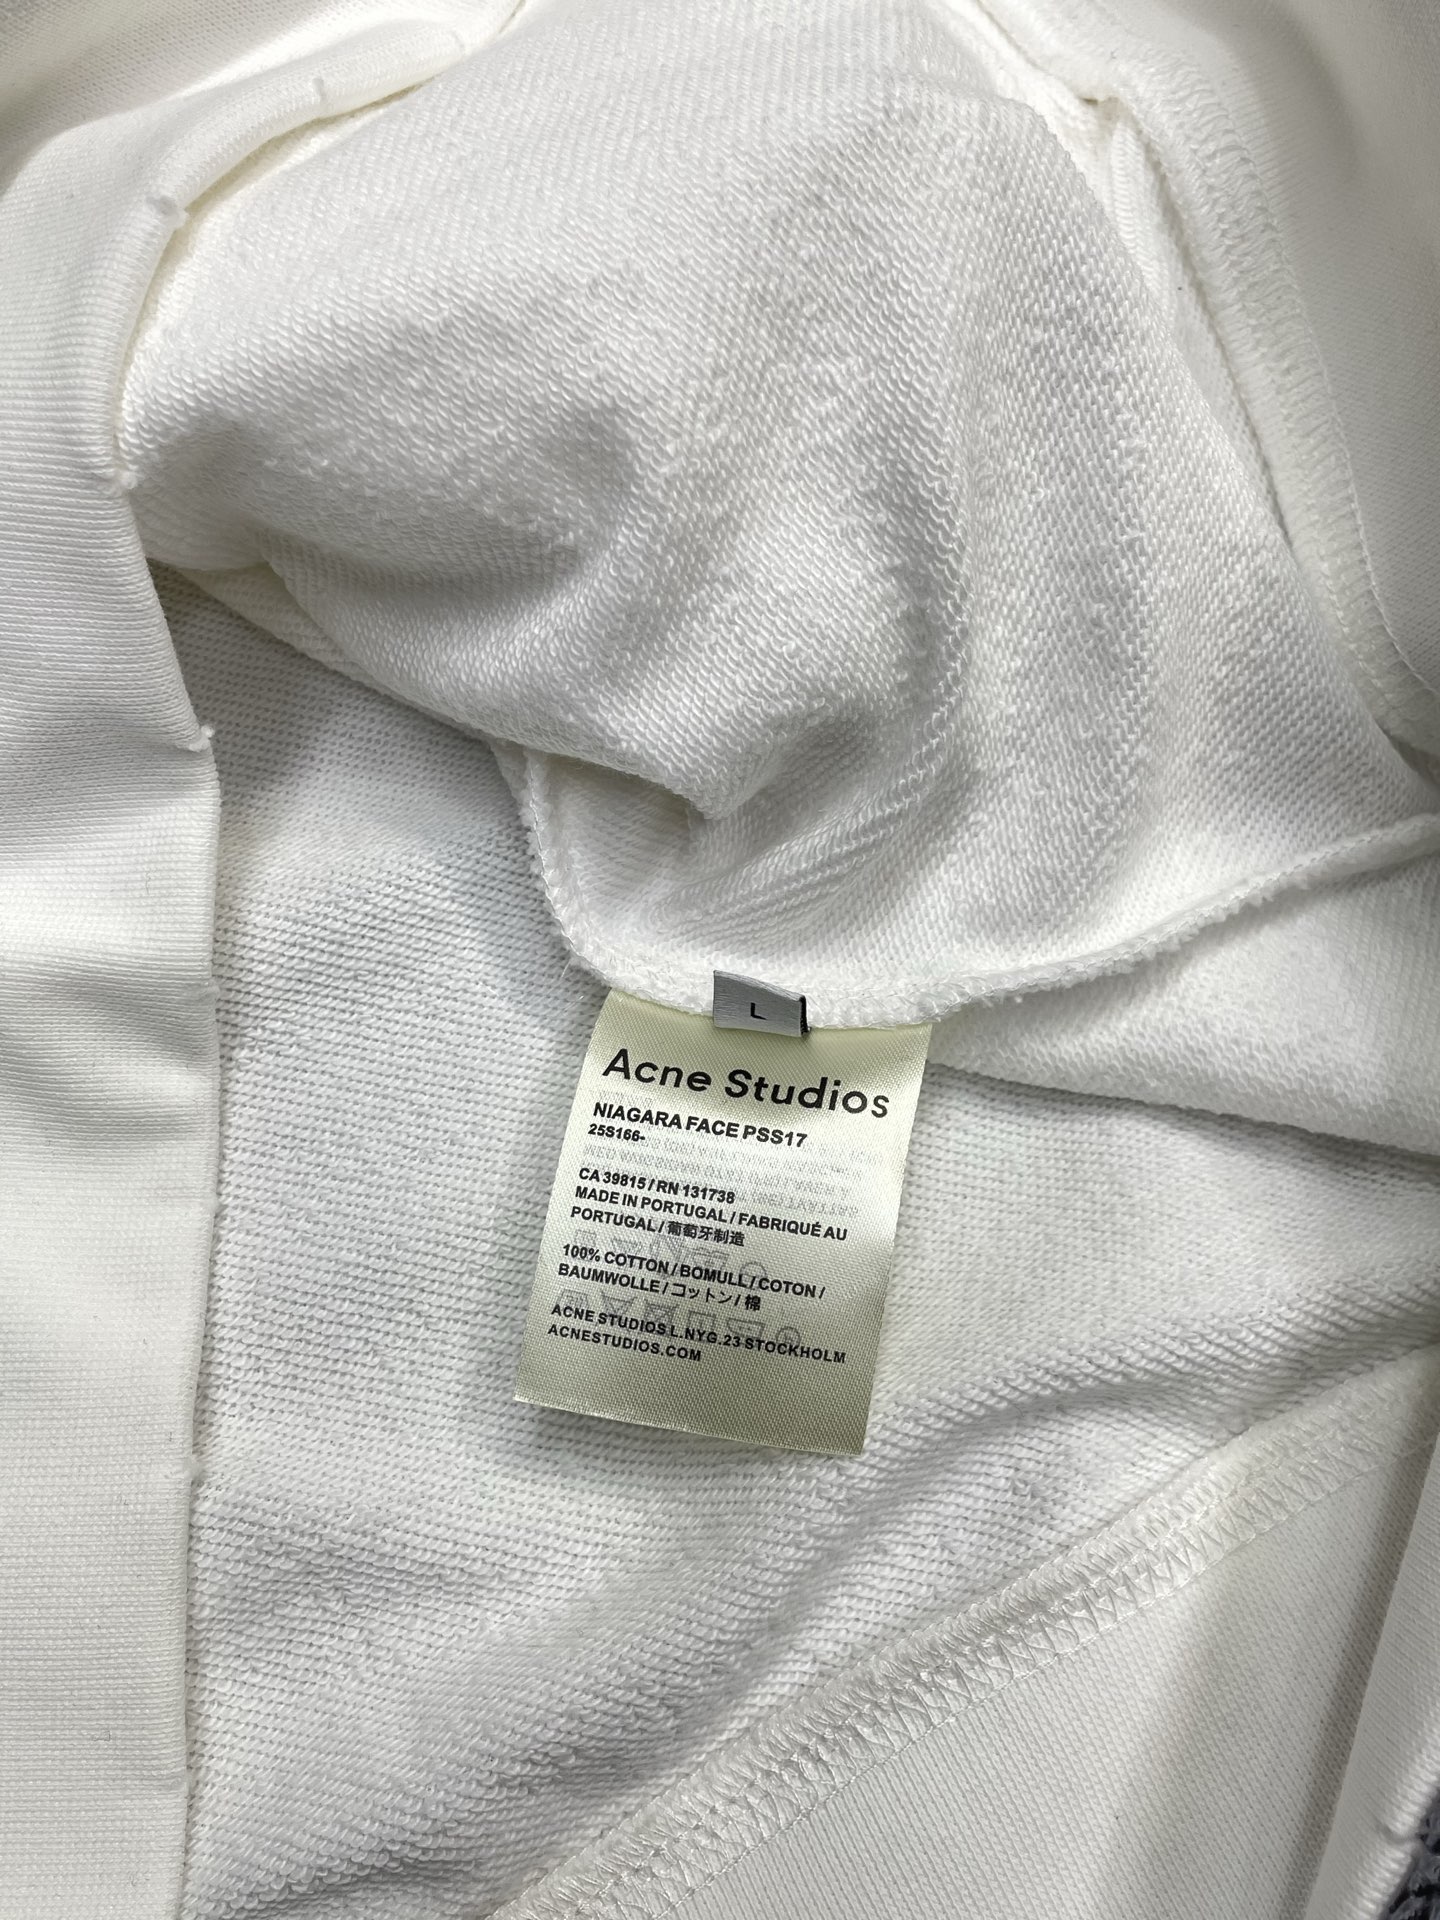 L
Acne Studios
NIAGARA FACE PSS17
25S166-
CA 39815 / RN 131738
MADE IN PORTUGAL / FABRIQUÉ AU
PORTUGAL / 葡萄牙制造
100% COTTON / BOMULL / COTON /
BAUMWOLLE / コットン / 棉
ACNE STUDIOS L.NYG.23 STOCKHOLM
ACNESTUDIOS.COM